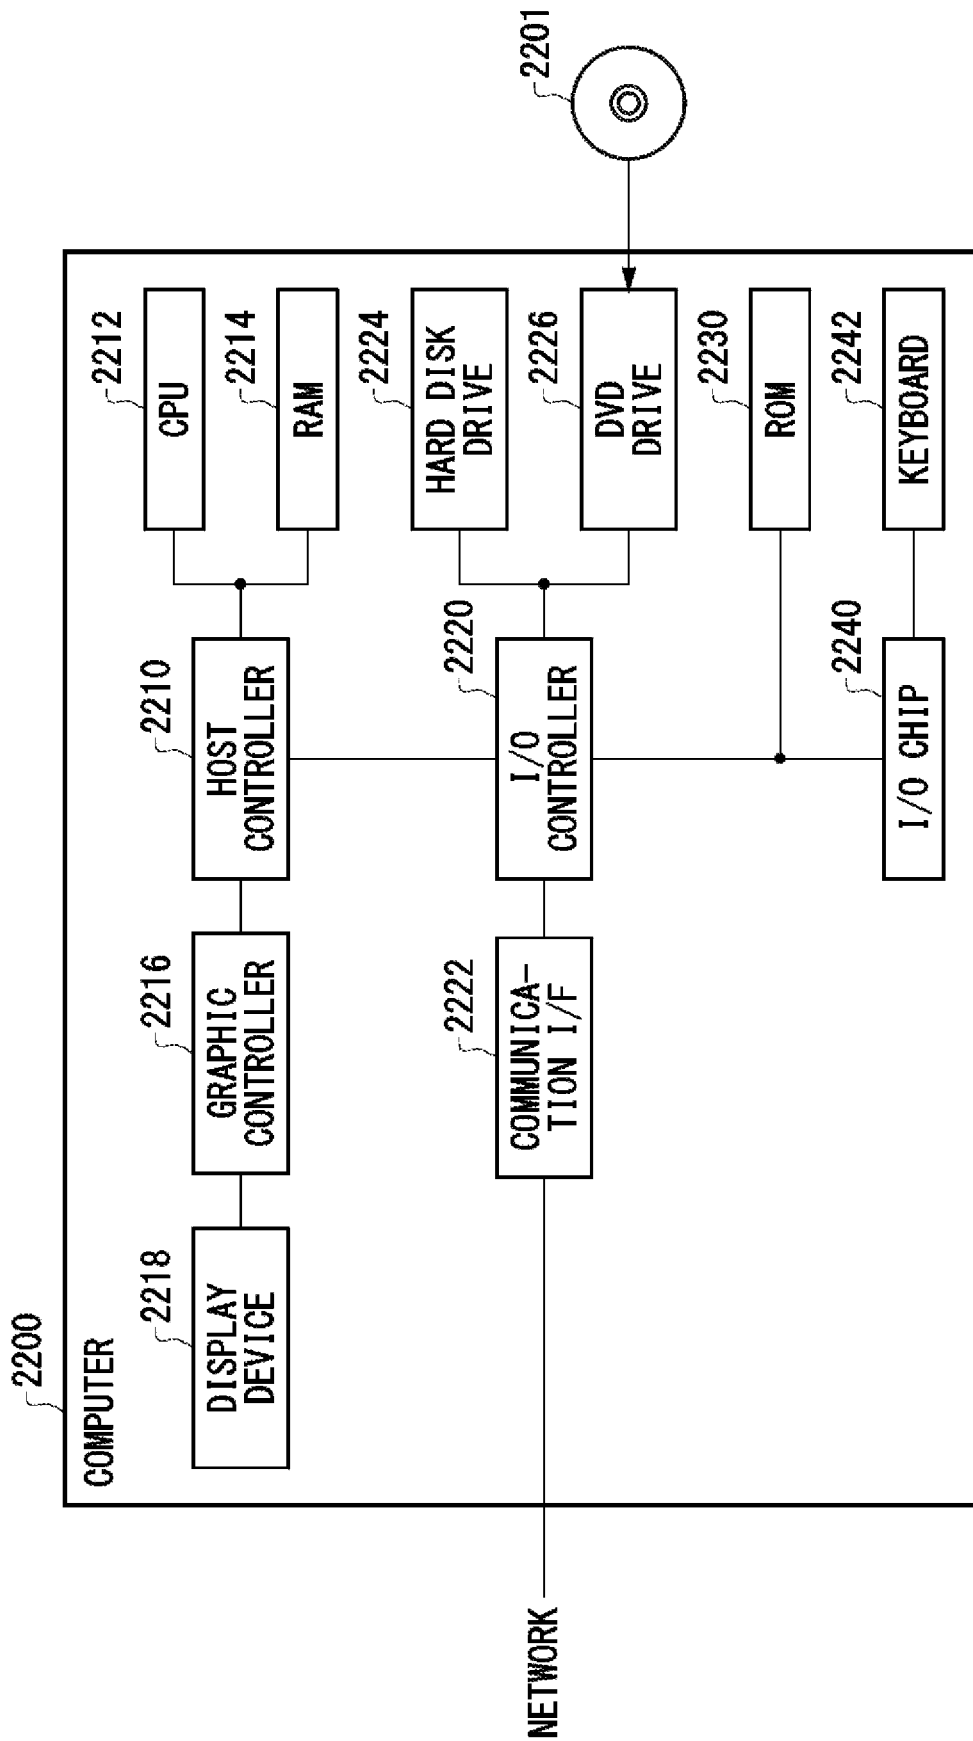 2200
COMPUTER
2218
DISPLAY
DEVICE
2216
GRAPHIC
CONTROLLER
2210
HOST
CONTROLLER
2212
CPU
2214
RAM
NETWORK
2222
COMMUNICA-
TION I/F
2220
I/O
CONTROLLER
2224
HARD DISK
DRIVE
2226
DVD
DRIVE
2201
2230
ROM
2240
I/O CHIP
2242
KEYBOARD